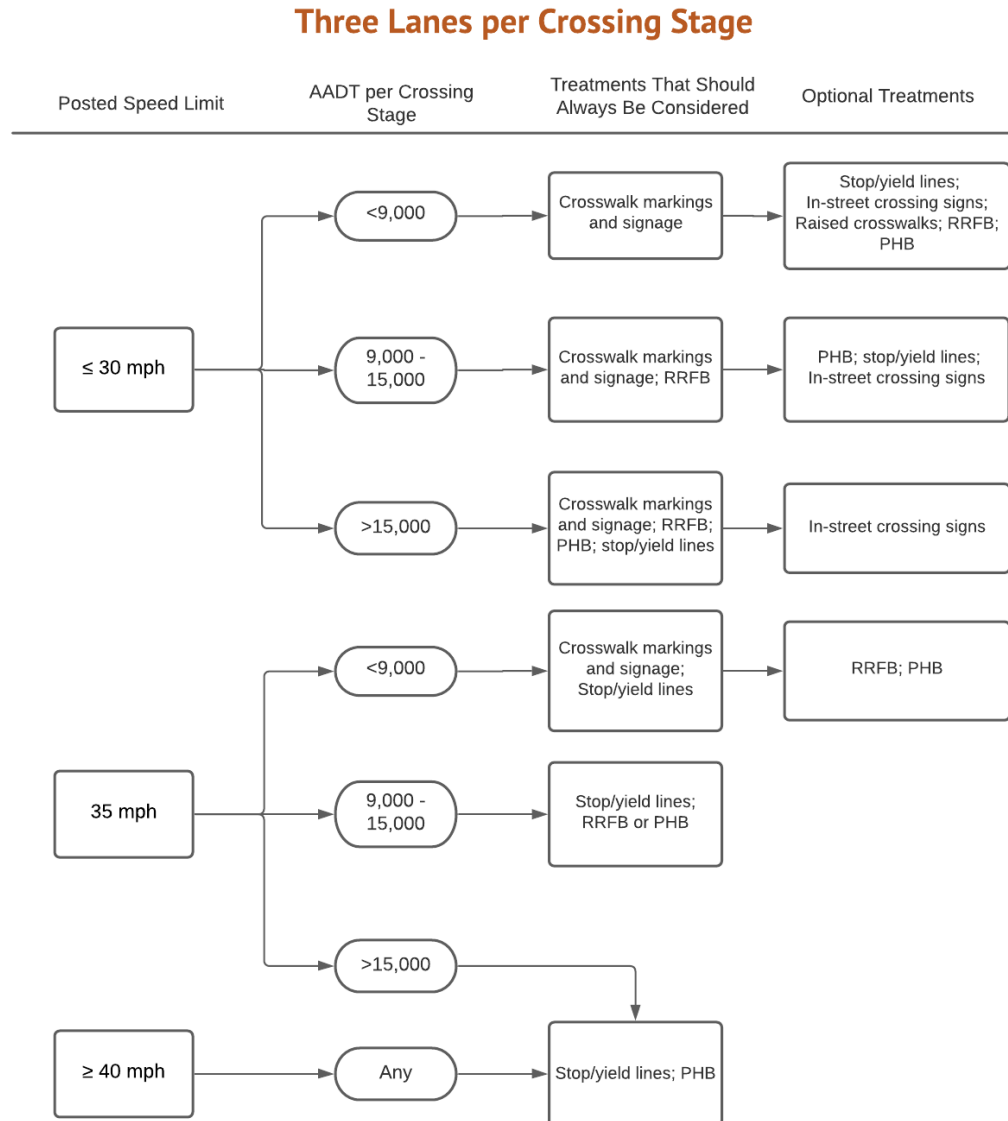 Three Lanes per Crossing Stage
Posted Speed Limit
AADT per Crossing
Stage
Treatments That Should
Always Be Considered
Optional Treatments
≤ 30 mph
<9,000
Crosswalk markings
and signage
Stop/yield lines;
In-street crossing signs;
Raised crosswalks; RRFB;
PHB
9,000 -
15,000
Crosswalk markings
and signage; RRFB
PHB; stop/yield lines;
In-street crossing signs
>15,000
Crosswalk markings
and signage; RRFB;
PHB; stop/yield lines
In-street crossing signs
35 mph
<9,000
Crosswalk markings
and signage;
Stop/yield lines
RRFB; PHB
9,000 -
15,000
Stop/yield lines;
RRFB or PHB
>15,000
≥ 40 mph
Any
Stop/yield lines; PHB